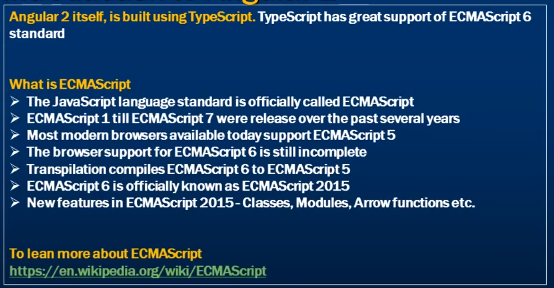 Angular 2 itself, is built using TypeScript. TypeScript has great support of ECMAScript 6
standard
What is ECMAScript
➢ The JavaScript language standard is officially called ECMAScript
➢ ECMAScript 1 till ECMAScript 7 were release over the past several years
➢ Most modern browsers available today support ECMAScript 5
➢ The browser support for ECMAScript 6 is still incomplete
➢ Transpilation compiles ECMAScript 6 to ECMAScript 5
➢ ECMAScript 6 is officially known as ECMAScript 2015
➢ New features in ECMAScript 2015 - Classes, Modules, Arrow functions etc.
To lean more about ECMAScript
https://en.wikipedia.org/wiki/ECMAScript